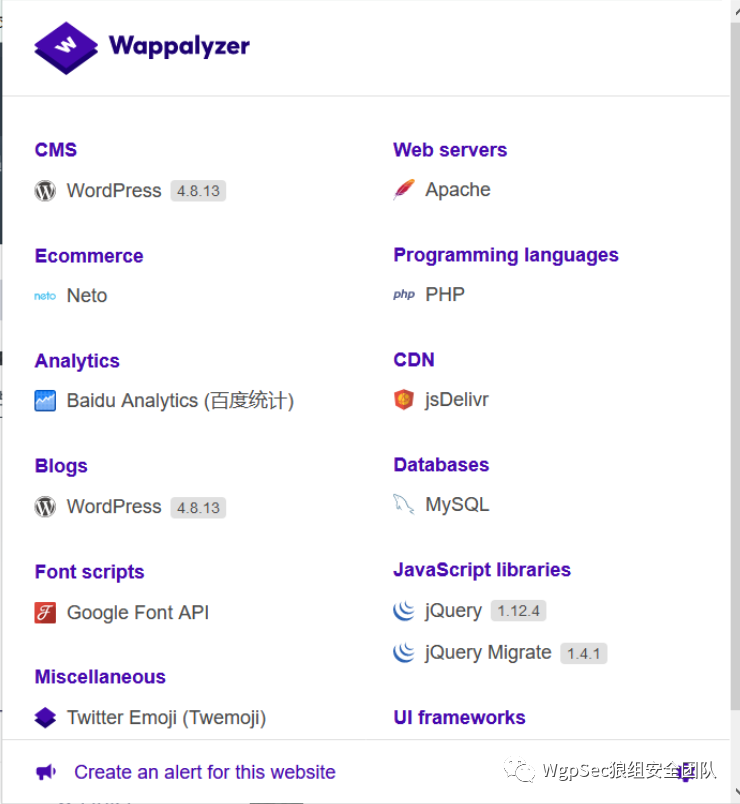 Wappalyzer
CMS
WordPress 4.8.13
Ecommerce
neto Neto
Analytics
Baidu Analytics (百度统计)
Blogs
WordPress 4.8.13
Font scripts
Google Font API
Miscellaneous
Twitter Emoji (Twemoji)
Web servers
Apache
Programming languages
php PHP
CDN
jsDelivr
Databases
MySQL
JavaScript libraries
jQuery 1.12.4
jQuery Migrate 1.4.1
UI frameworks
Create an alert for this website
WgpSec狼组安全团队